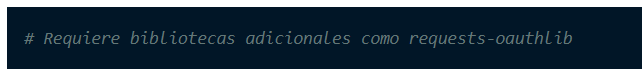 # Requiere bibliotecas adicionales como requests-oauthlib